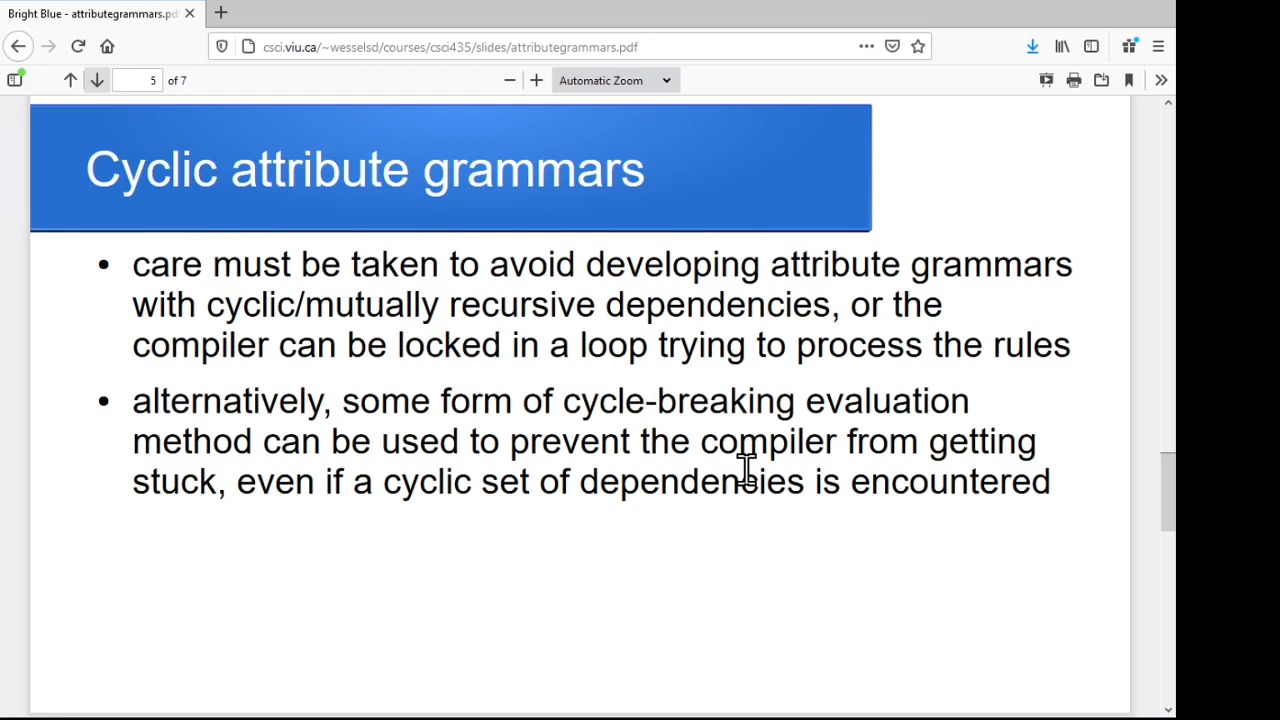 Bright Blue - attributegrammars.pd
csci.viu.ca/~wesselsd/courses/csci435/slides/attributegrammars.pdf
5 of 7
Automatic Zoom
Cyclic attribute grammars
• care must be taken to avoid developing attribute grammars
with cyclic/mutually recursive dependencies, or the
compiler can be locked in a loop trying to process the rules
• alternatively, some form of cycle-breaking evaluation
method can be used to prevent the compiler from getting
stuck, even if a cyclic set of dependencies is encountered